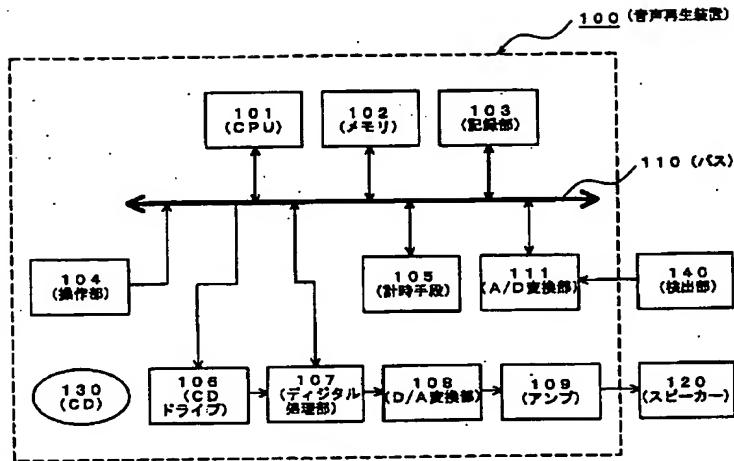 100(音声再生装置)
101
(CPU)
102
(メモリ)
103
(記録部)
110(バス)
104
(操作部)
105
(計時手段)
111
(A/D変換部)
140
(検出部)
130
(CD)
106
(CD
ドライブ)
107
(ディジタル
処理部)
108
(D/A変換部)
109
(アンプ)
120
(スピーカー)